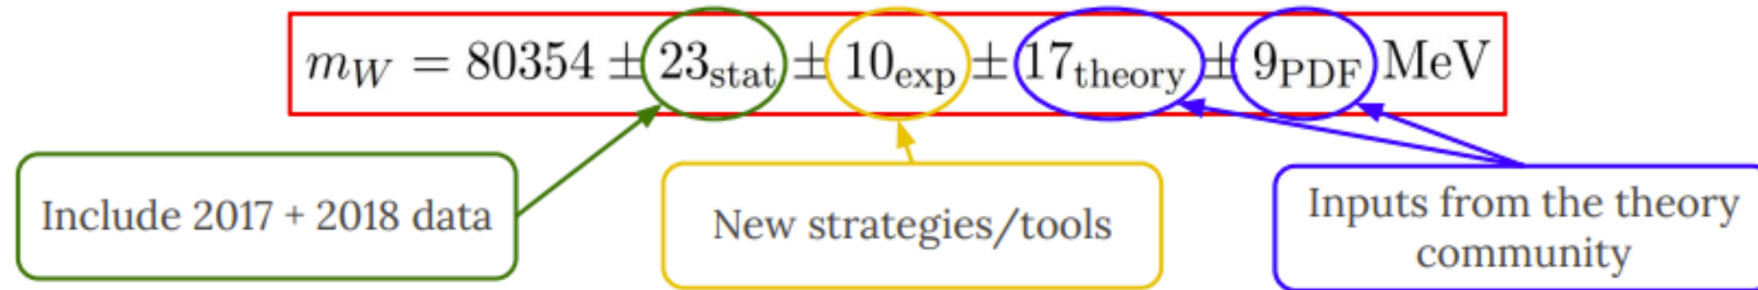 m_W = 80354 ± 23_stat ± 10_exp ± 17_theory ± 9_PDF MeV
Include 2017 + 2018 data
New strategies/tools
Inputs from the theory
community